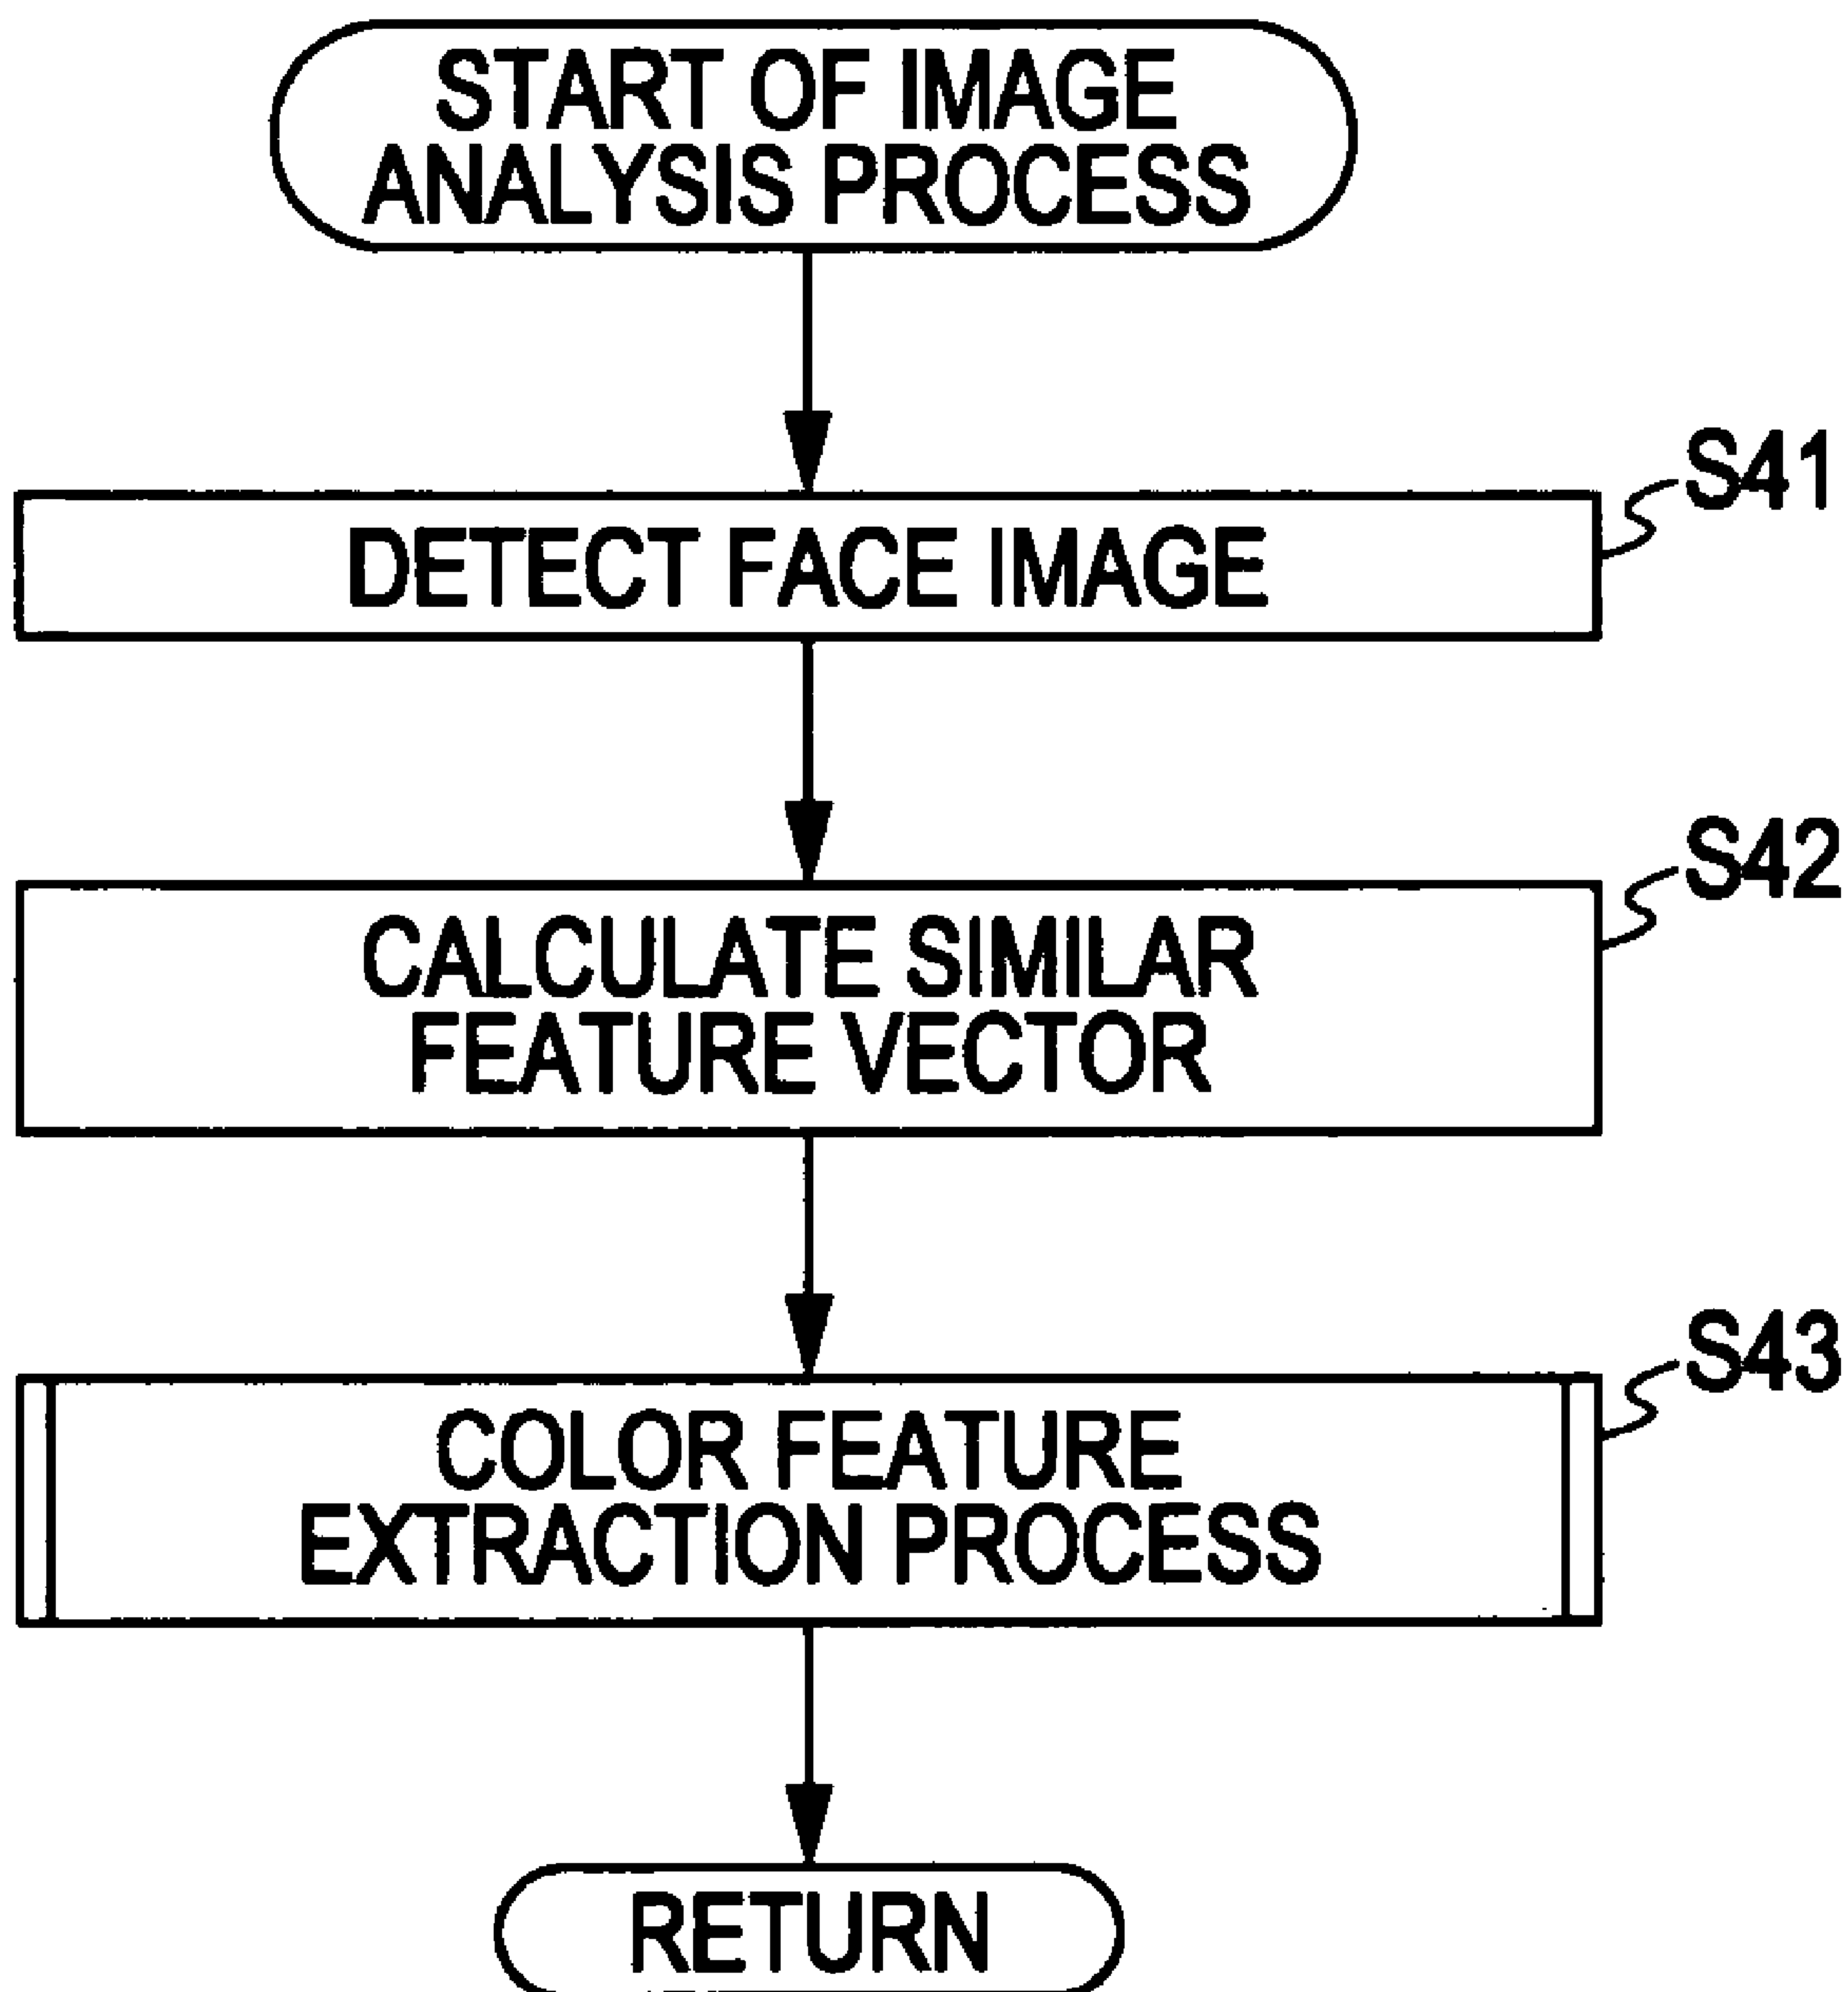 START OF IMAGE
ANALYSIS PROCESS
S41
DETECT FACE IMAGE
S42
CALCULATE SIMILAR
FEATURE VECTOR
S43
COLOR FEATURE
EXTRACTION PROCESS
RETURN